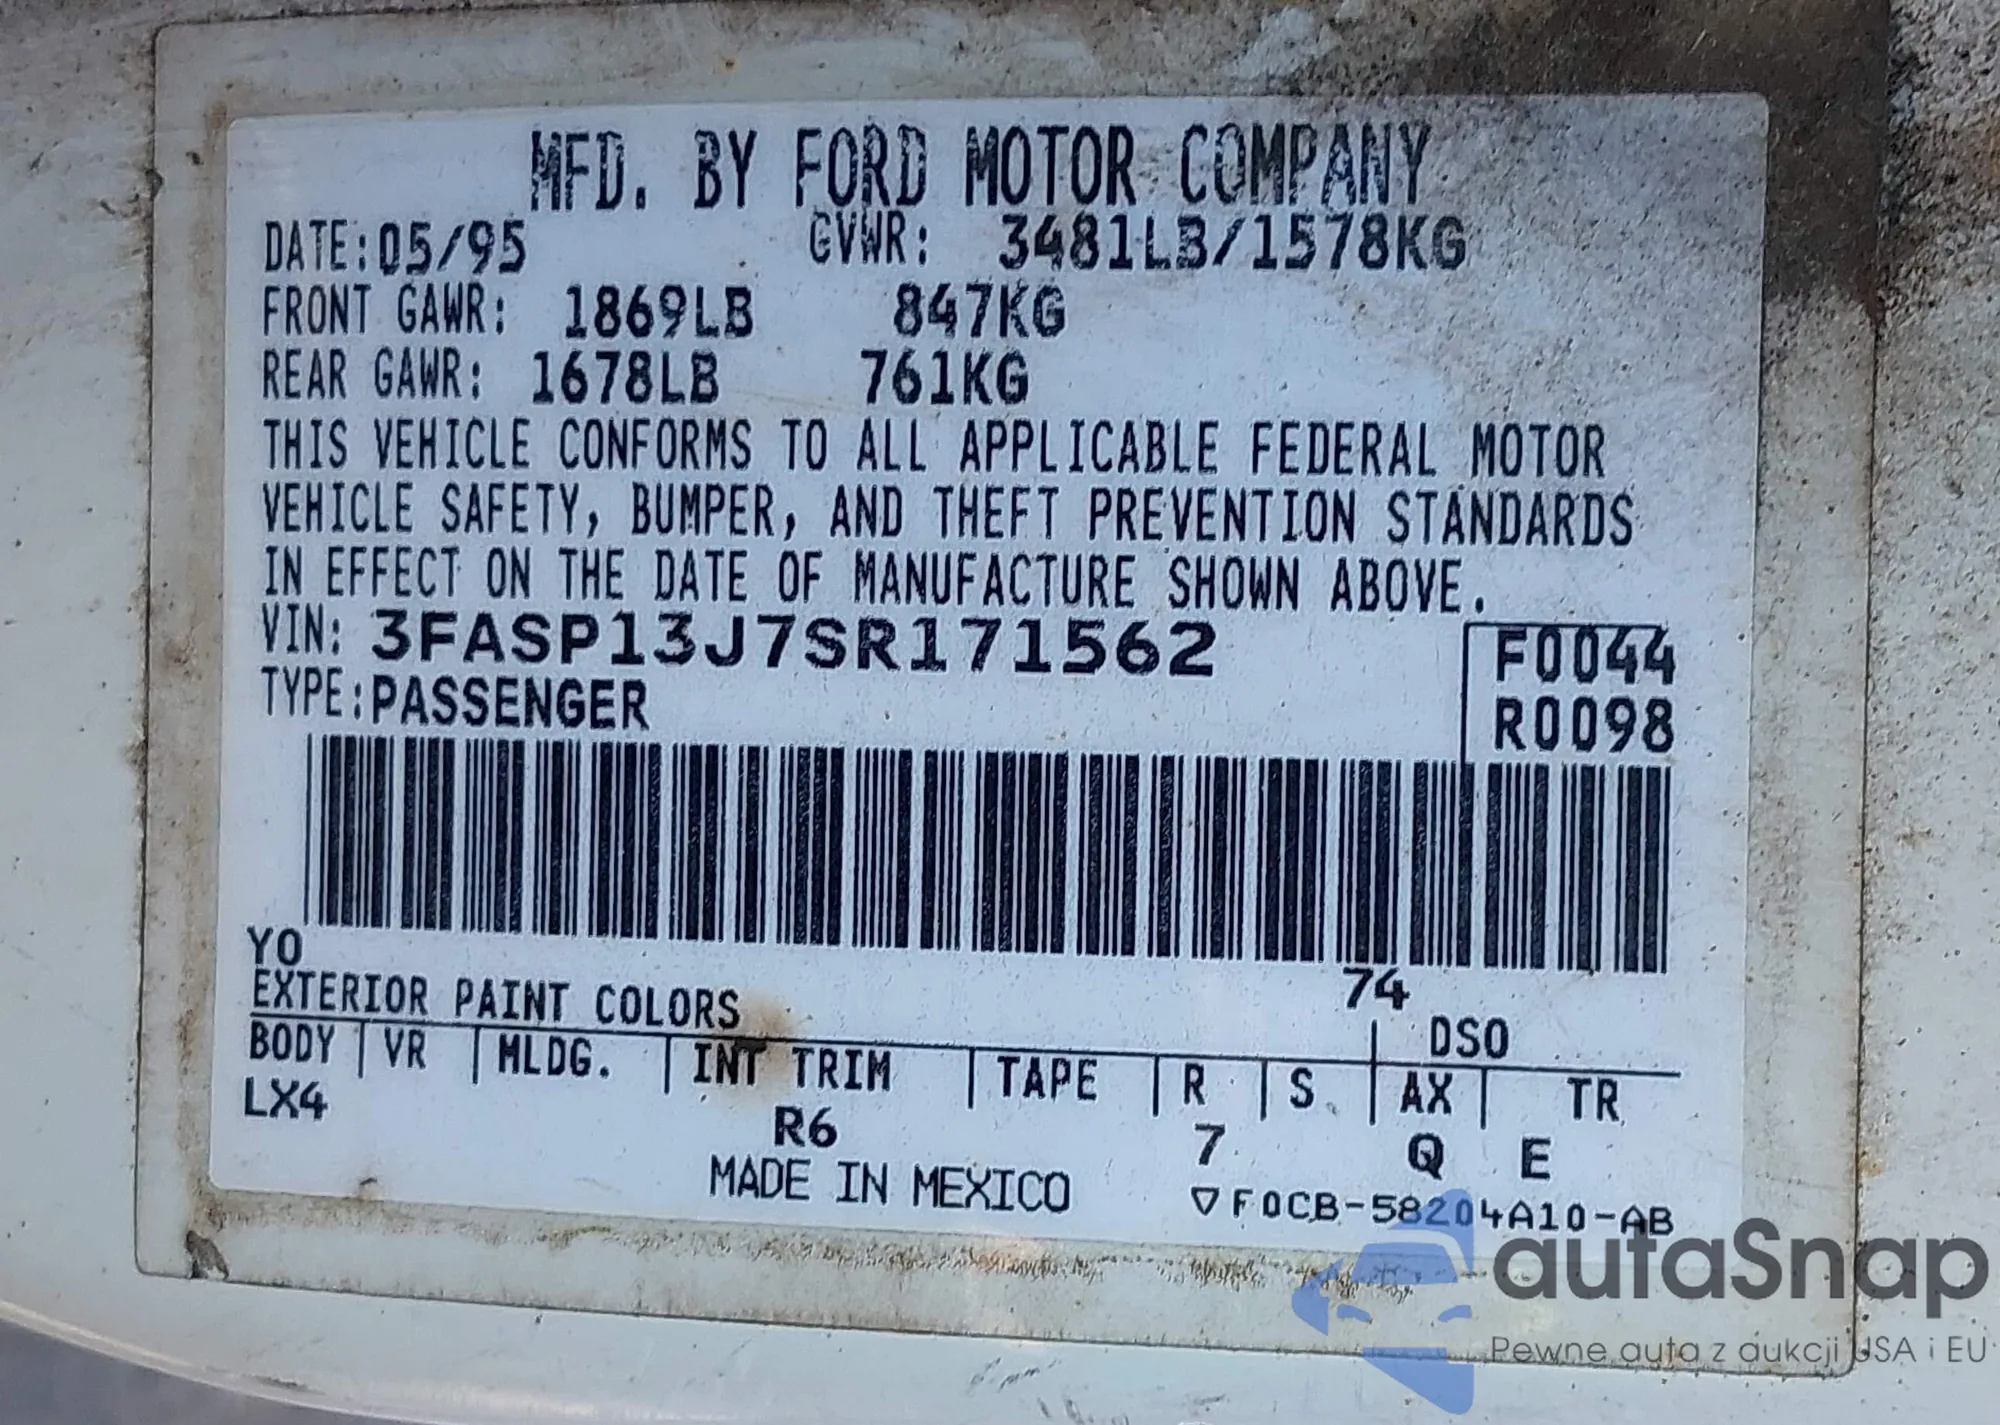 MFD. BY FORD MOTOR COMPANY
DATE:05/95 GVWR: 3481LB/1578KG
FRONT GAWR: 1869LB 847KG
REAR GAWR: 1678LB 761KG
THIS VEHICLE CONFORMS TO ALL APPLICABLE FEDERAL MOTOR
VEHICLE SAFETY, BUMPER, AND THEFT PREVENTION STANDARDS
IN EFFECT ON THE DATE OF MANUFACTURE SHOWN ABOVE.
VIN: 3FASP13J7SR171562 F0044
TYPE:PASSENGER R0098
YO
EXTERIOR PAINT COLORS 74 DSO
BODY | VR | MLDG. | INT TRIM | TAPE | R | S | AX | TR
LX4 R6 7 Q E
MADE IN MEXICO ▽F0CB-58204A10-AB
autaSnap
Pewne auta z aukcji USA i EU